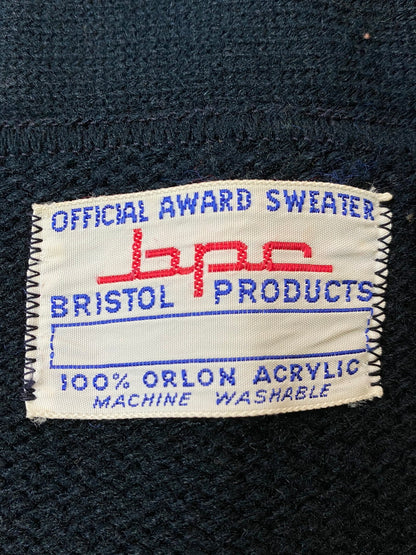 OFFICIAL AWARD SWEATER
bpc
BRISTOL PRODUCTS
100% ORLON ACRYLIC
MACHINE WASHABLE